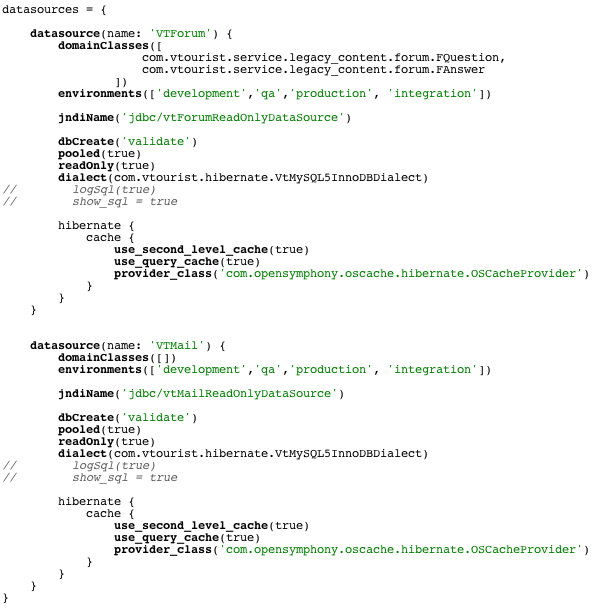 datasources = {
datasource(name: 'VTForum') {
domainClasses([
com.vtourist.service.legacy_content.forum.FQuestion,
com.vtourist.service.legacy_content.forum.FAnswer
])
environments(['development','qa','production', 'integration'])
jndiName('jdbc/vtForumReadOnlyDataSource')
dbCreate('validate')
pooled(true)
readOnly(true)
dialect(com.vtourist.hibernate.VtMySQL5InnoDBDialect)
//        logSql(true)
//        show_sql = true
hibernate {
cache {
use_second_level_cache(true)
use_query_cache(true)
provider_class('com.opensymphony.oscache.hibernate.OSCacheProvider')
}
}
}
datasource(name: 'VTMail') {
domainClasses([])
environments(['development','qa','production', 'integration'])
jndiName('jdbc/vtMailReadOnlyDataSource')
dbCreate('validate')
pooled(true)
readOnly(true)
dialect(com.vtourist.hibernate.VtMySQL5InnoDBDialect)
//        logSql(true)
//        show_sql = true
hibernate {
cache {
use_second_level_cache(true)
use_query_cache(true)
provider_class('com.opensymphony.oscache.hibernate.OSCacheProvider')
}
}
}
}